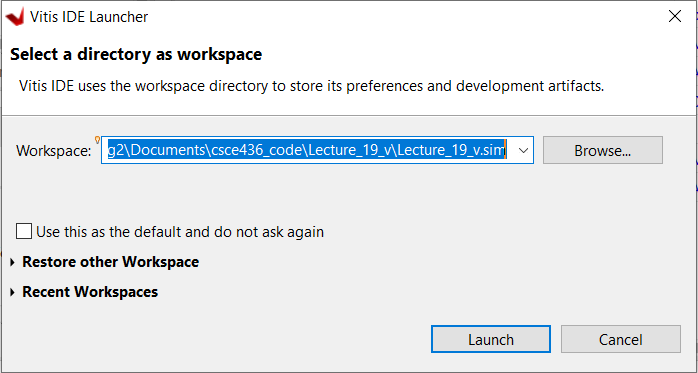 Vitis IDE Launcher
Select a directory as workspace
Vitis IDE uses the workspace directory to store its preferences and development artifacts.
Workspace: g2\Documents\csce436_code\Lecture_19_v\Lecture_19_v.sim Browse...
Use this as the default and do not ask again
Restore other Workspace
Recent Workspaces
Launch Cancel